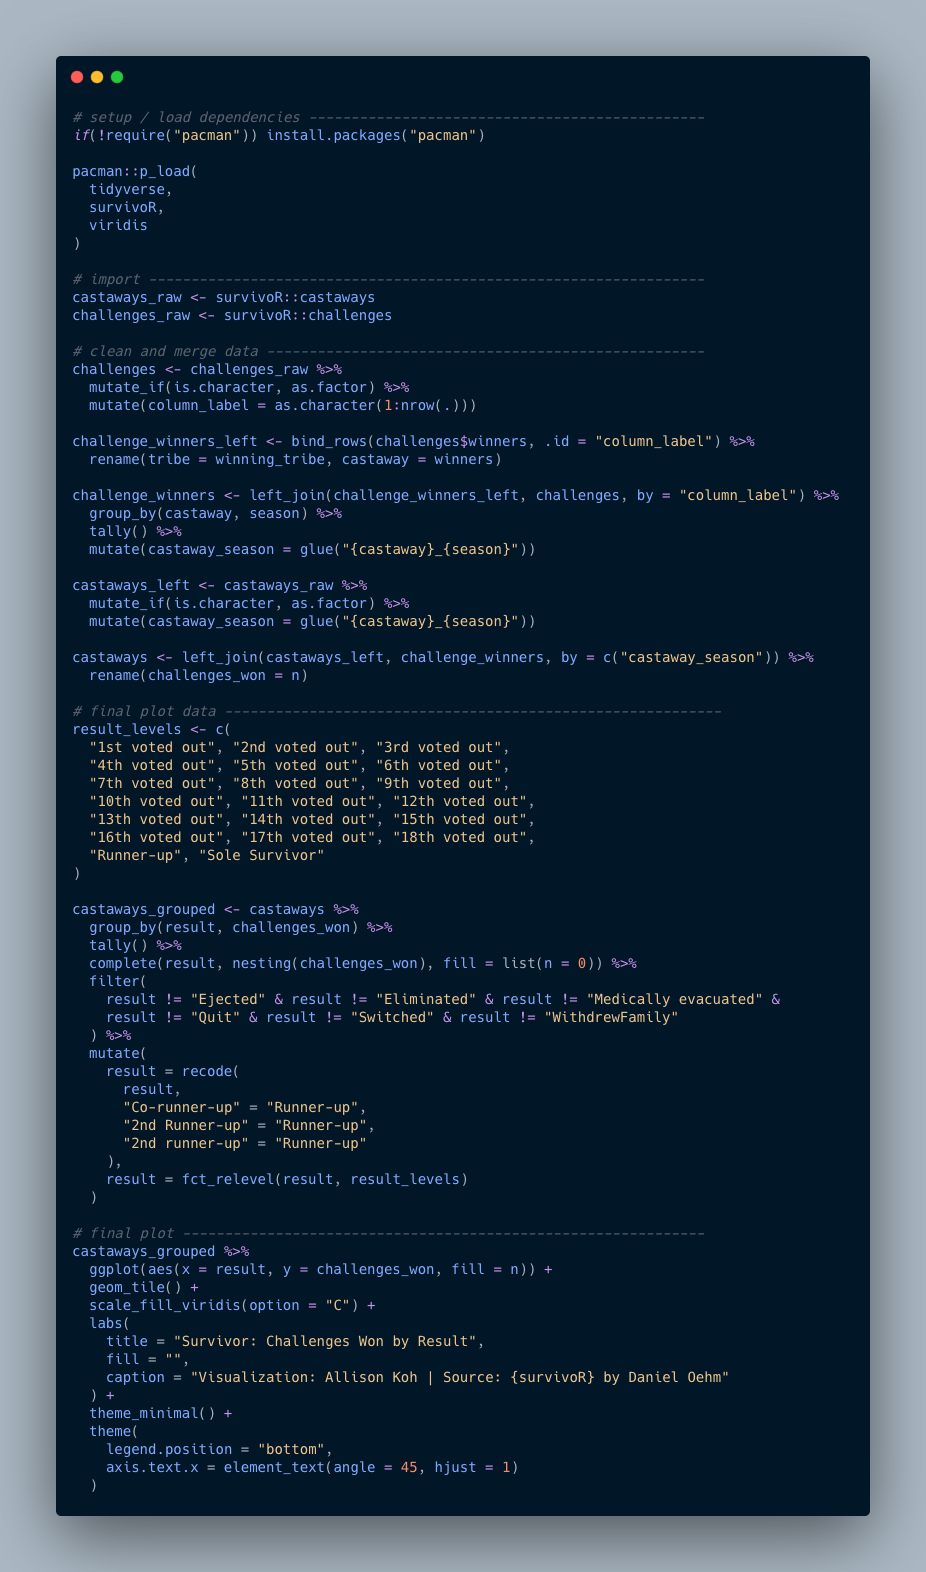 # setup / load dependencies -----------------------------------------------
if(!require("pacman")) install.packages("pacman")

pacman::p_load(
  tidyverse,
  survivoR,
  viridis
)

# import ------------------------------------------------------------------
castaways_raw <- survivoR::castaways
challenges_raw <- survivoR::challenges

# clean and merge data ----------------------------------------------------
challenges <- challenges_raw %>%
  mutate_if(is.character, as.factor) %>%
  mutate(column_label = as.character(1:nrow(.)))

challenge_winners_left <- bind_rows(challenges$winners, .id = "column_label") %>%
  rename(tribe = winning_tribe, castaway = winners)

challenge_winners <- left_join(challenge_winners_left, challenges, by = "column_label") %>%
  group_by(castaway, season) %>%
  tally() %>%
  mutate(castaway_season = glue("{castaway}_{season}"))

castaways_left <- castaways_raw %>%
  mutate_if(is.character, as.factor) %>%
  mutate(castaway_season = glue("{castaway}_{season}"))

castaways <- left_join(castaways_left, challenge_winners, by = c("castaway_season")) %>%
  rename(challenges_won = n)

# final plot data -----------------------------------------------------------
result_levels <- c(
  "1st voted out", "2nd voted out", "3rd voted out",
  "4th voted out", "5th voted out", "6th voted out",
  "7th voted out", "8th voted out", "9th voted out",
  "10th voted out", "11th voted out", "12th voted out",
  "13th voted out", "14th voted out", "15th voted out",
  "16th voted out", "17th voted out", "18th voted out",
  "Runner-up", "Sole Survivor"
)

castaways_grouped <- castaways %>%
  group_by(result, challenges_won) %>%
  tally() %>%
  complete(result, nesting(challenges_won), fill = list(n = 0)) %>%
  filter(
    result != "Ejected" & result != "Eliminated" & result != "Medically evacuated" &
    result != "Quit" & result != "Switched" & result != "WithdrewFamily"
  ) %>%
  mutate(
    result = recode(
      result,
      "Co-runner-up" = "Runner-up",
      "2nd Runner-up" = "Runner-up",
      "2nd runner-up" = "Runner-up"
    ),
    result = fct_relevel(result, result_levels)
  )

# final plot --------------------------------------------------------------
castaways_grouped %>%
  ggplot(aes(x = result, y = challenges_won, fill = n)) +
  geom_tile() +
  scale_fill_viridis(option = "C") +
  labs(
    title = "Survivor: Challenges Won by Result",
    fill = "",
    caption = "Visualization: Allison Koh | Source: {survivoR} by Daniel Oehm"
  ) +
  theme_minimal() +
  theme(
    legend.position = "bottom",
    axis.text.x = element_text(angle = 45, hjust = 1)
  )